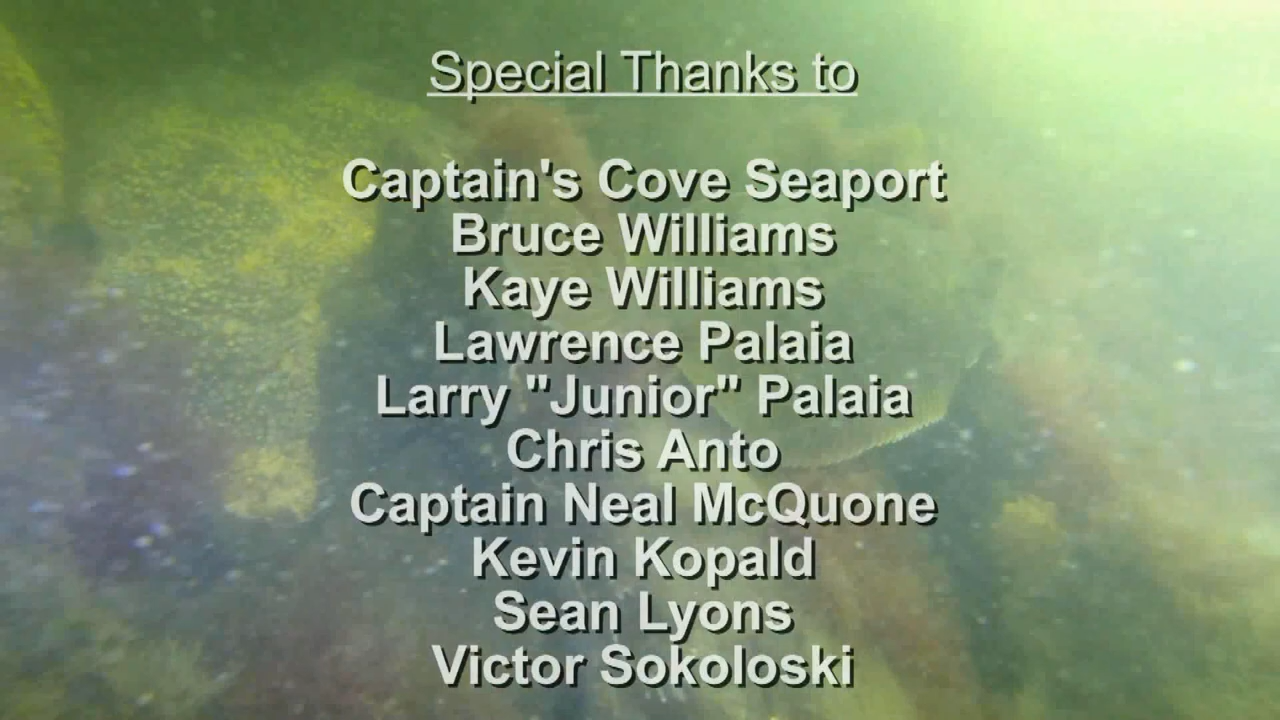 Special Thanks to
Captain's Cove Seaport
Bruce Williams
Kaye Williams
Lawrence Palaia
Larry "Junior" Palaia
Chris Anto
Captain Neal McQuone
Kevin Kopald
Sean Lyons
Victor Sokoloski